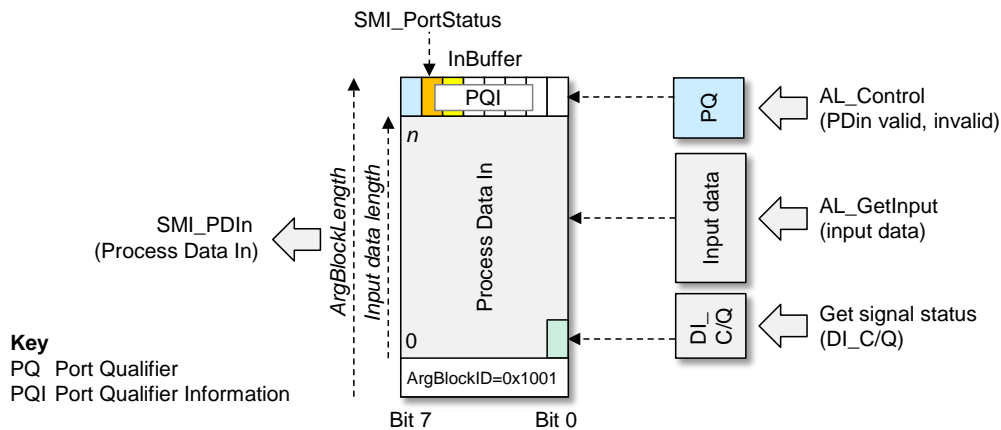 SMI_PortStatus
InBuffer
PQI
PQ
AL_Control
(PDin valid, invalid)
n
ArgBlockLength
Input data length
Process Data In
Input data
SMI_PDIn
(Process Data In)
AL_GetInput
(input data)
0
DI_
C/Q
Get signal status
(DI_C/Q)
Key
PQ Port Qualifier
PQI Port Qualifier Information
ArgBlockID=0x1001
Bit 7
Bit 0